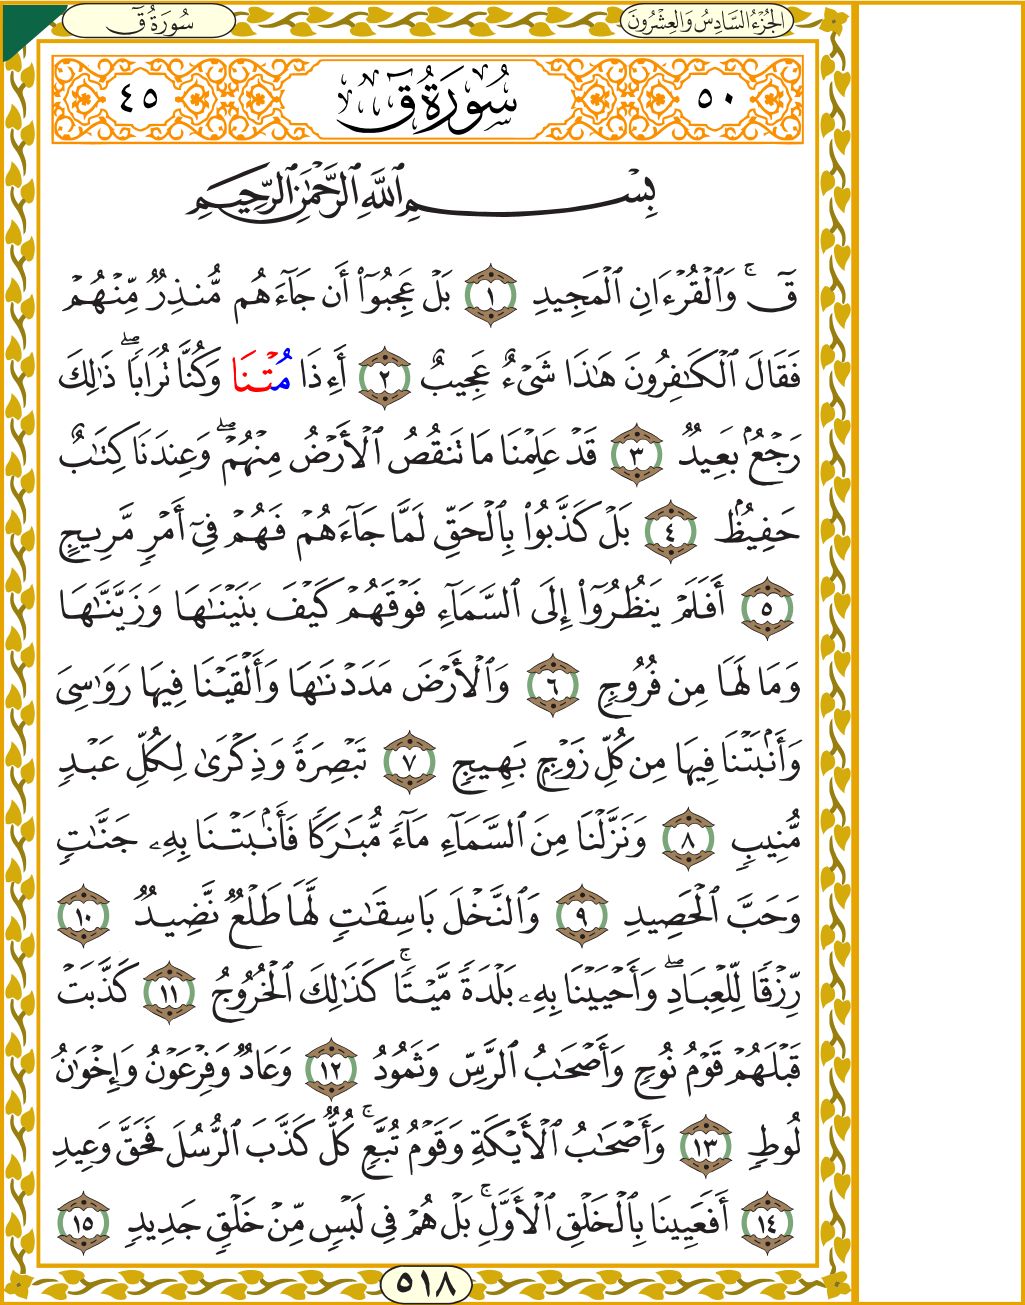 الجُزْءُ السَّادِسُ وَالعِشْرُونَ
سُورَةُ قٓ
٥٠
سُورَةُ قٓ
٤٥
بِسْمِ ٱللَّهِ ٱلرَّحْمَٰنِ ٱلرَّحِيمِ
قٓ ۚ وَٱلْقُرْءَانِ ٱلْمَجِيدِ ١ بَلْ عَجِبُوٓا۟ أَن جَآءَهُم مُّنذِرٌ مِّنْهُمْ
فَقَالَ ٱلْكَٰفِرُونَ هَٰذَا شَىْءٌ عَجِيبٌ ٢ أَءِذَا مُتْنَا وَكُنَّا تُرَابًا ۖ ذَٰلِكَ
رَجْعٌۢ بَعِيدٌ ٣ قَدْ عَلِمْنَا مَا تَنقُصُ ٱلْأَرْضُ مِنْهُمْ ۖ وَعِندَنَا كِتَٰبٌ
حَفِيظٌۢ ٤ بَلْ كَذَّبُوا۟ بِٱلْحَقِّ لَمَّا جَآءَهُمْ فَهُمْ فِىٓ أَمْرٍ مَّرِيجٍ
٥ أَفَلَمْ يَنظُرُوٓا۟ إِلَى ٱلسَّمَآءِ فَوْقَهُمْ كَيْفَ بَنَيْنَٰهَا وَزَيَّنَّٰهَا
وَمَا لَهَا مِن فُرُوجٍ ٦ وَٱلْأَرْضَ مَدَدْنَٰهَا وَأَلْقَيْنَا فِيهَا رَوَٰسِىَ
وَأَنۢبَتْنَا فِيهَا مِن كُلِّ زَوْجٍۭ بَهِيجٍ ٧ تَبْصِرَةً وَذِكْرَىٰ لِكُلِّ عَبْدٍ
مُّنِيبٍ ٨ وَنَزَّلْنَا مِنَ ٱلسَّمَآءِ مَآءً مُّبَٰرَكًا فَأَنۢبَتْنَا بِهِۦ جَنَّٰتٍ
وَحَبَّ ٱلْحَصِيدِ ٩ وَٱلنَّخْلَ بَاسِقَٰتٍ لَّهَا طَلْعٌ نَّضِيدٌ ١٠
رِّزْقًا لِّلْعِبَادِ ۖ وَأَحْيَيْنَا بِهِۦ بَلْدَةً مَّيْتًا ۚ كَذَٰلِكَ ٱلْخُرُوجُ ١١ كَذَّبَتْ
قَبْلَهُمْ قَوْمُ نُوحٍ وَأَصْحَٰبُ ٱلرَّسِّ وَثَمُودُ ١٢ وَعَادٌ وَفِرْعَوْنُ وَإِخْوَٰنُ
لُوطٍ ١٣ وَأَصْحَٰبُ ٱلْأَيْكَةِ وَقَوْمُ تُبَّعٍ ۚ كُلٌّ كَذَّبَ ٱلرُّسُلَ فَحَقَّ وَعِيدِ
١٤ أَفَعَيِينَا بِٱلْخَلْقِ ٱلْأَوَّلِ ۚ بَلْ هُمْ فِى لَبْسٍ مِّنْ خَلْقٍ جَدِيدٍ ١٥
٥١٨